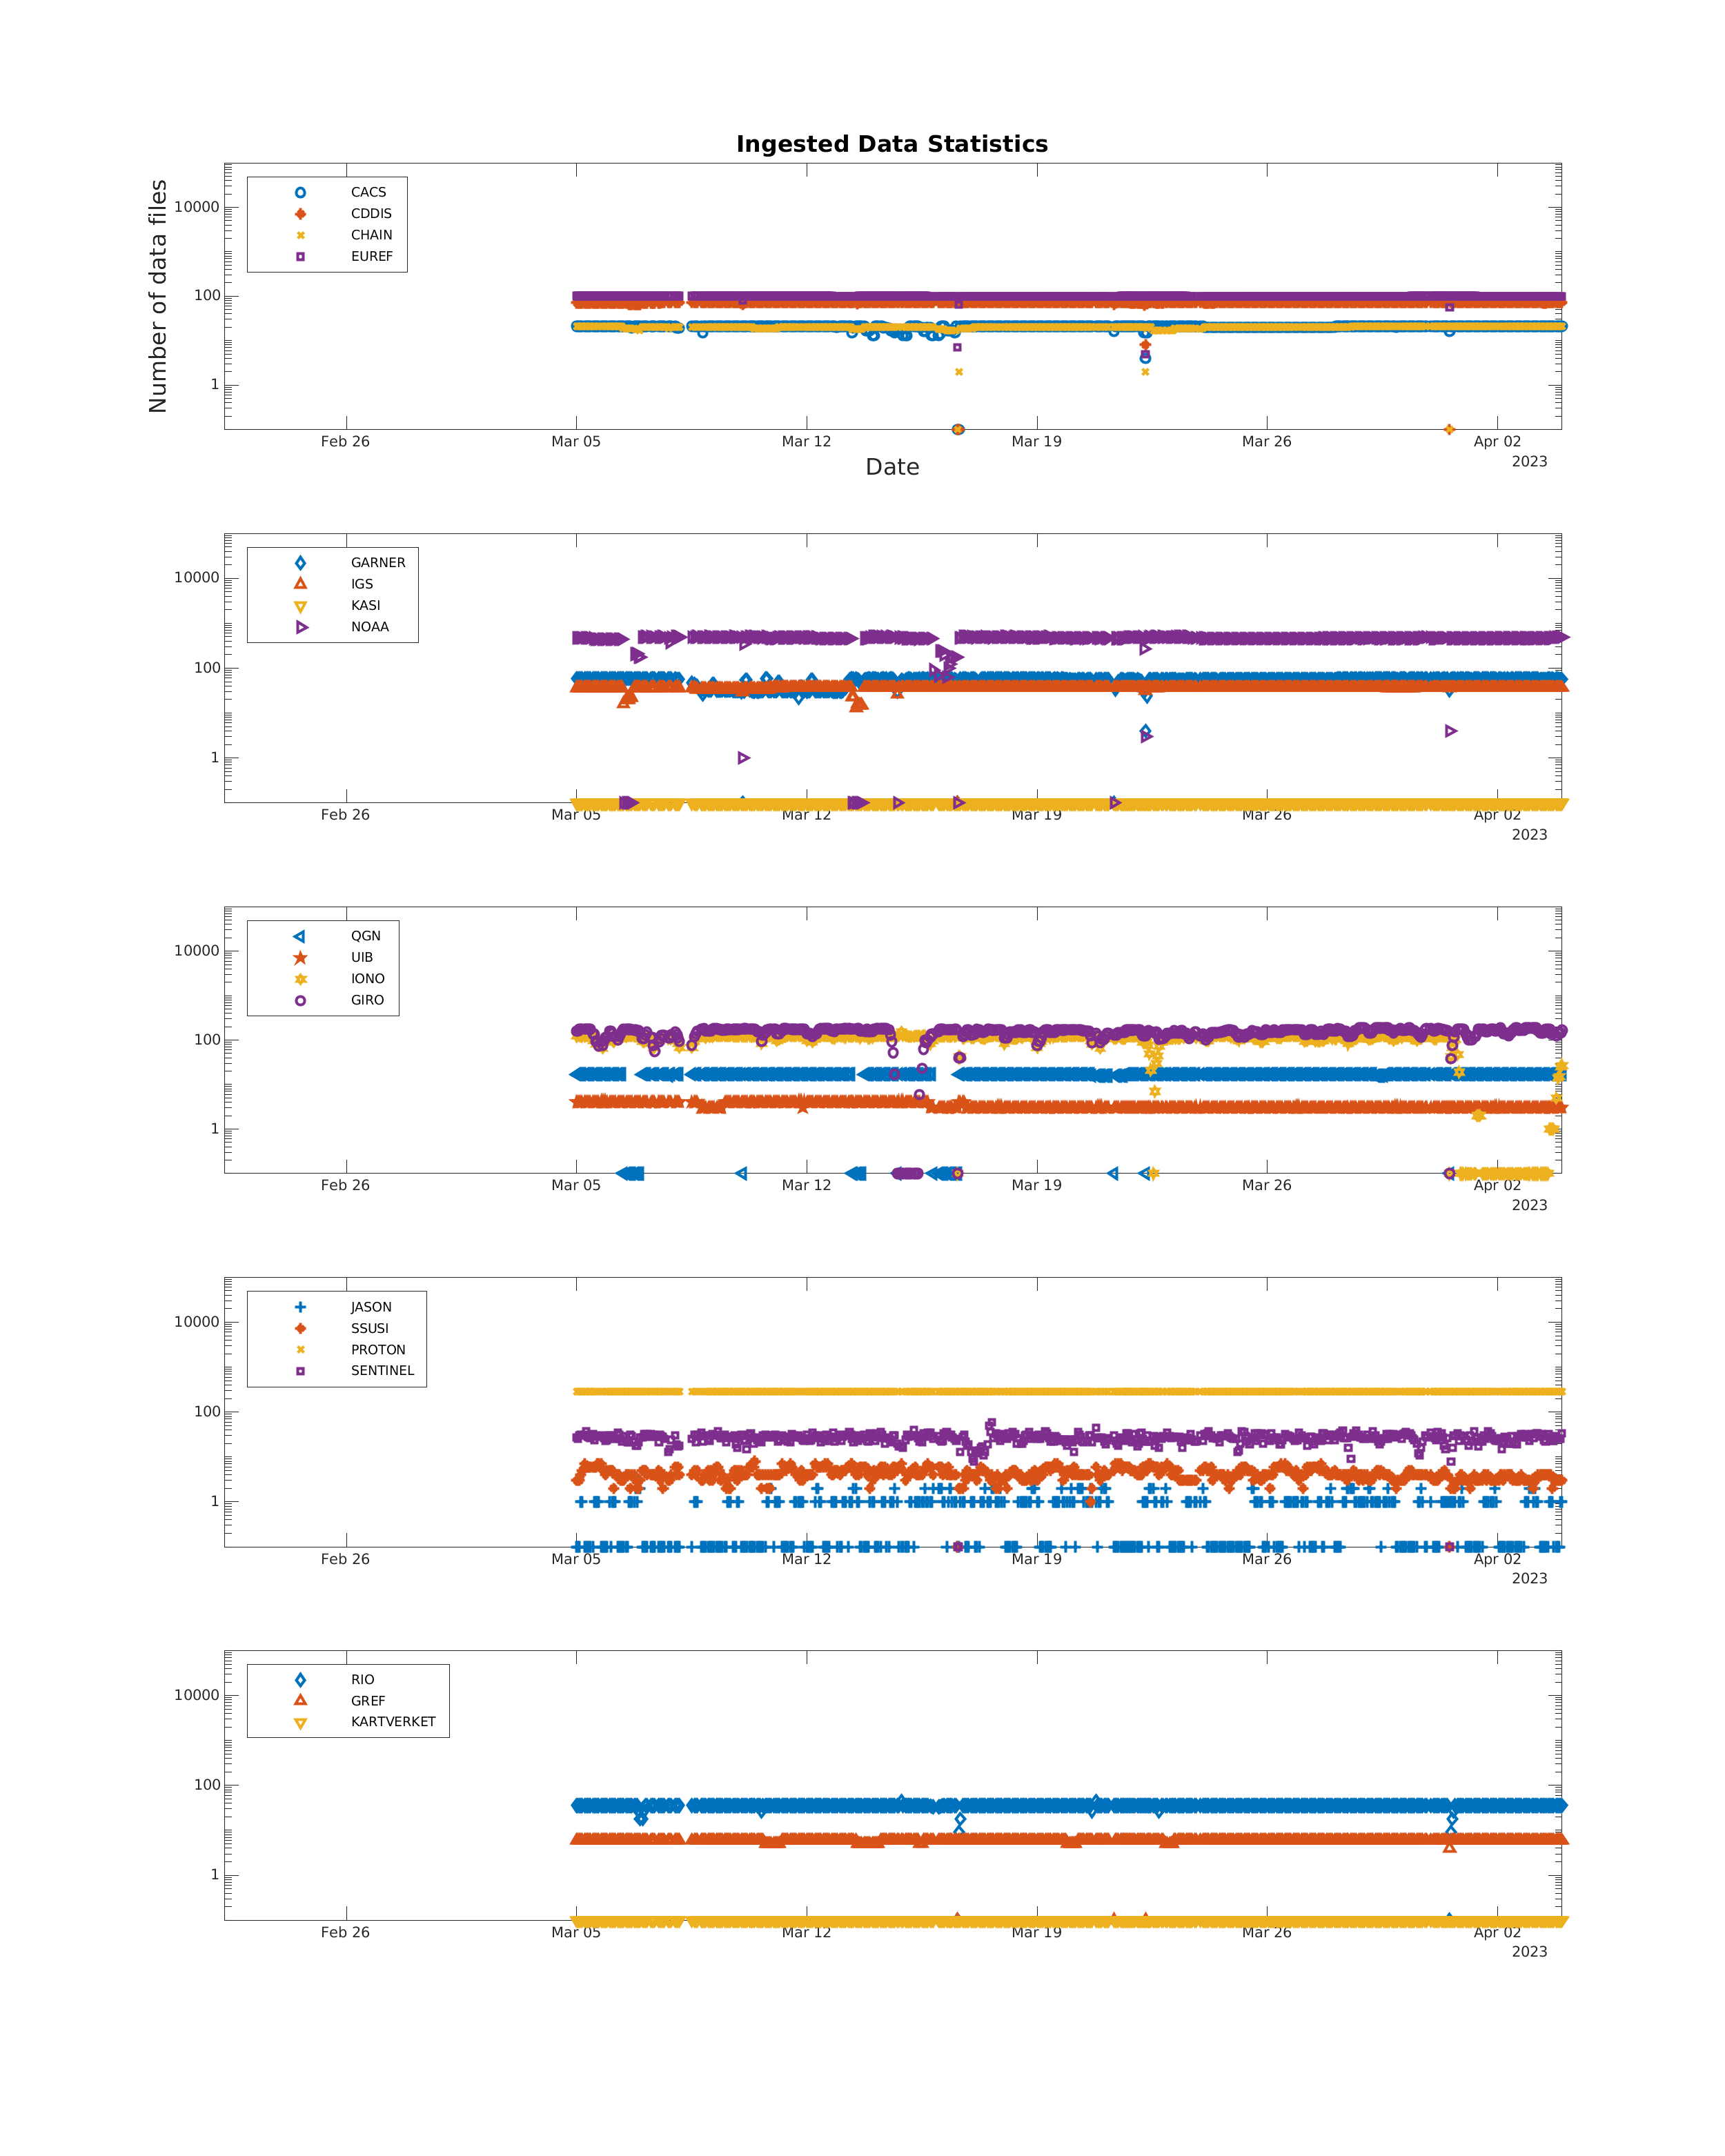 Ingested Data Statistics
Number of data files
10000
100
1
CACS
CDDIS
CHAIN
EUREF
Feb 26
Mar 05
Mar 12
Mar 19
Mar 26
Apr 02
2023
Date
10000
100
1
GARNER
IGS
KASI
NOAA
Feb 26
Mar 05
Mar 12
Mar 19
Mar 26
Apr 02
2023
10000
100
1
QGN
UIB
IONO
GIRO
Feb 26
Mar 05
Mar 12
Mar 19
Mar 26
Apr 02
2023
10000
100
1
JASON
SSUSI
PROTON
SENTINEL
Feb 26
Mar 05
Mar 12
Mar 19
Mar 26
Apr 02
2023
10000
100
1
RIO
GREF
KARTVERKET
Feb 26
Mar 05
Mar 12
Mar 19
Mar 26
Apr 02
2023